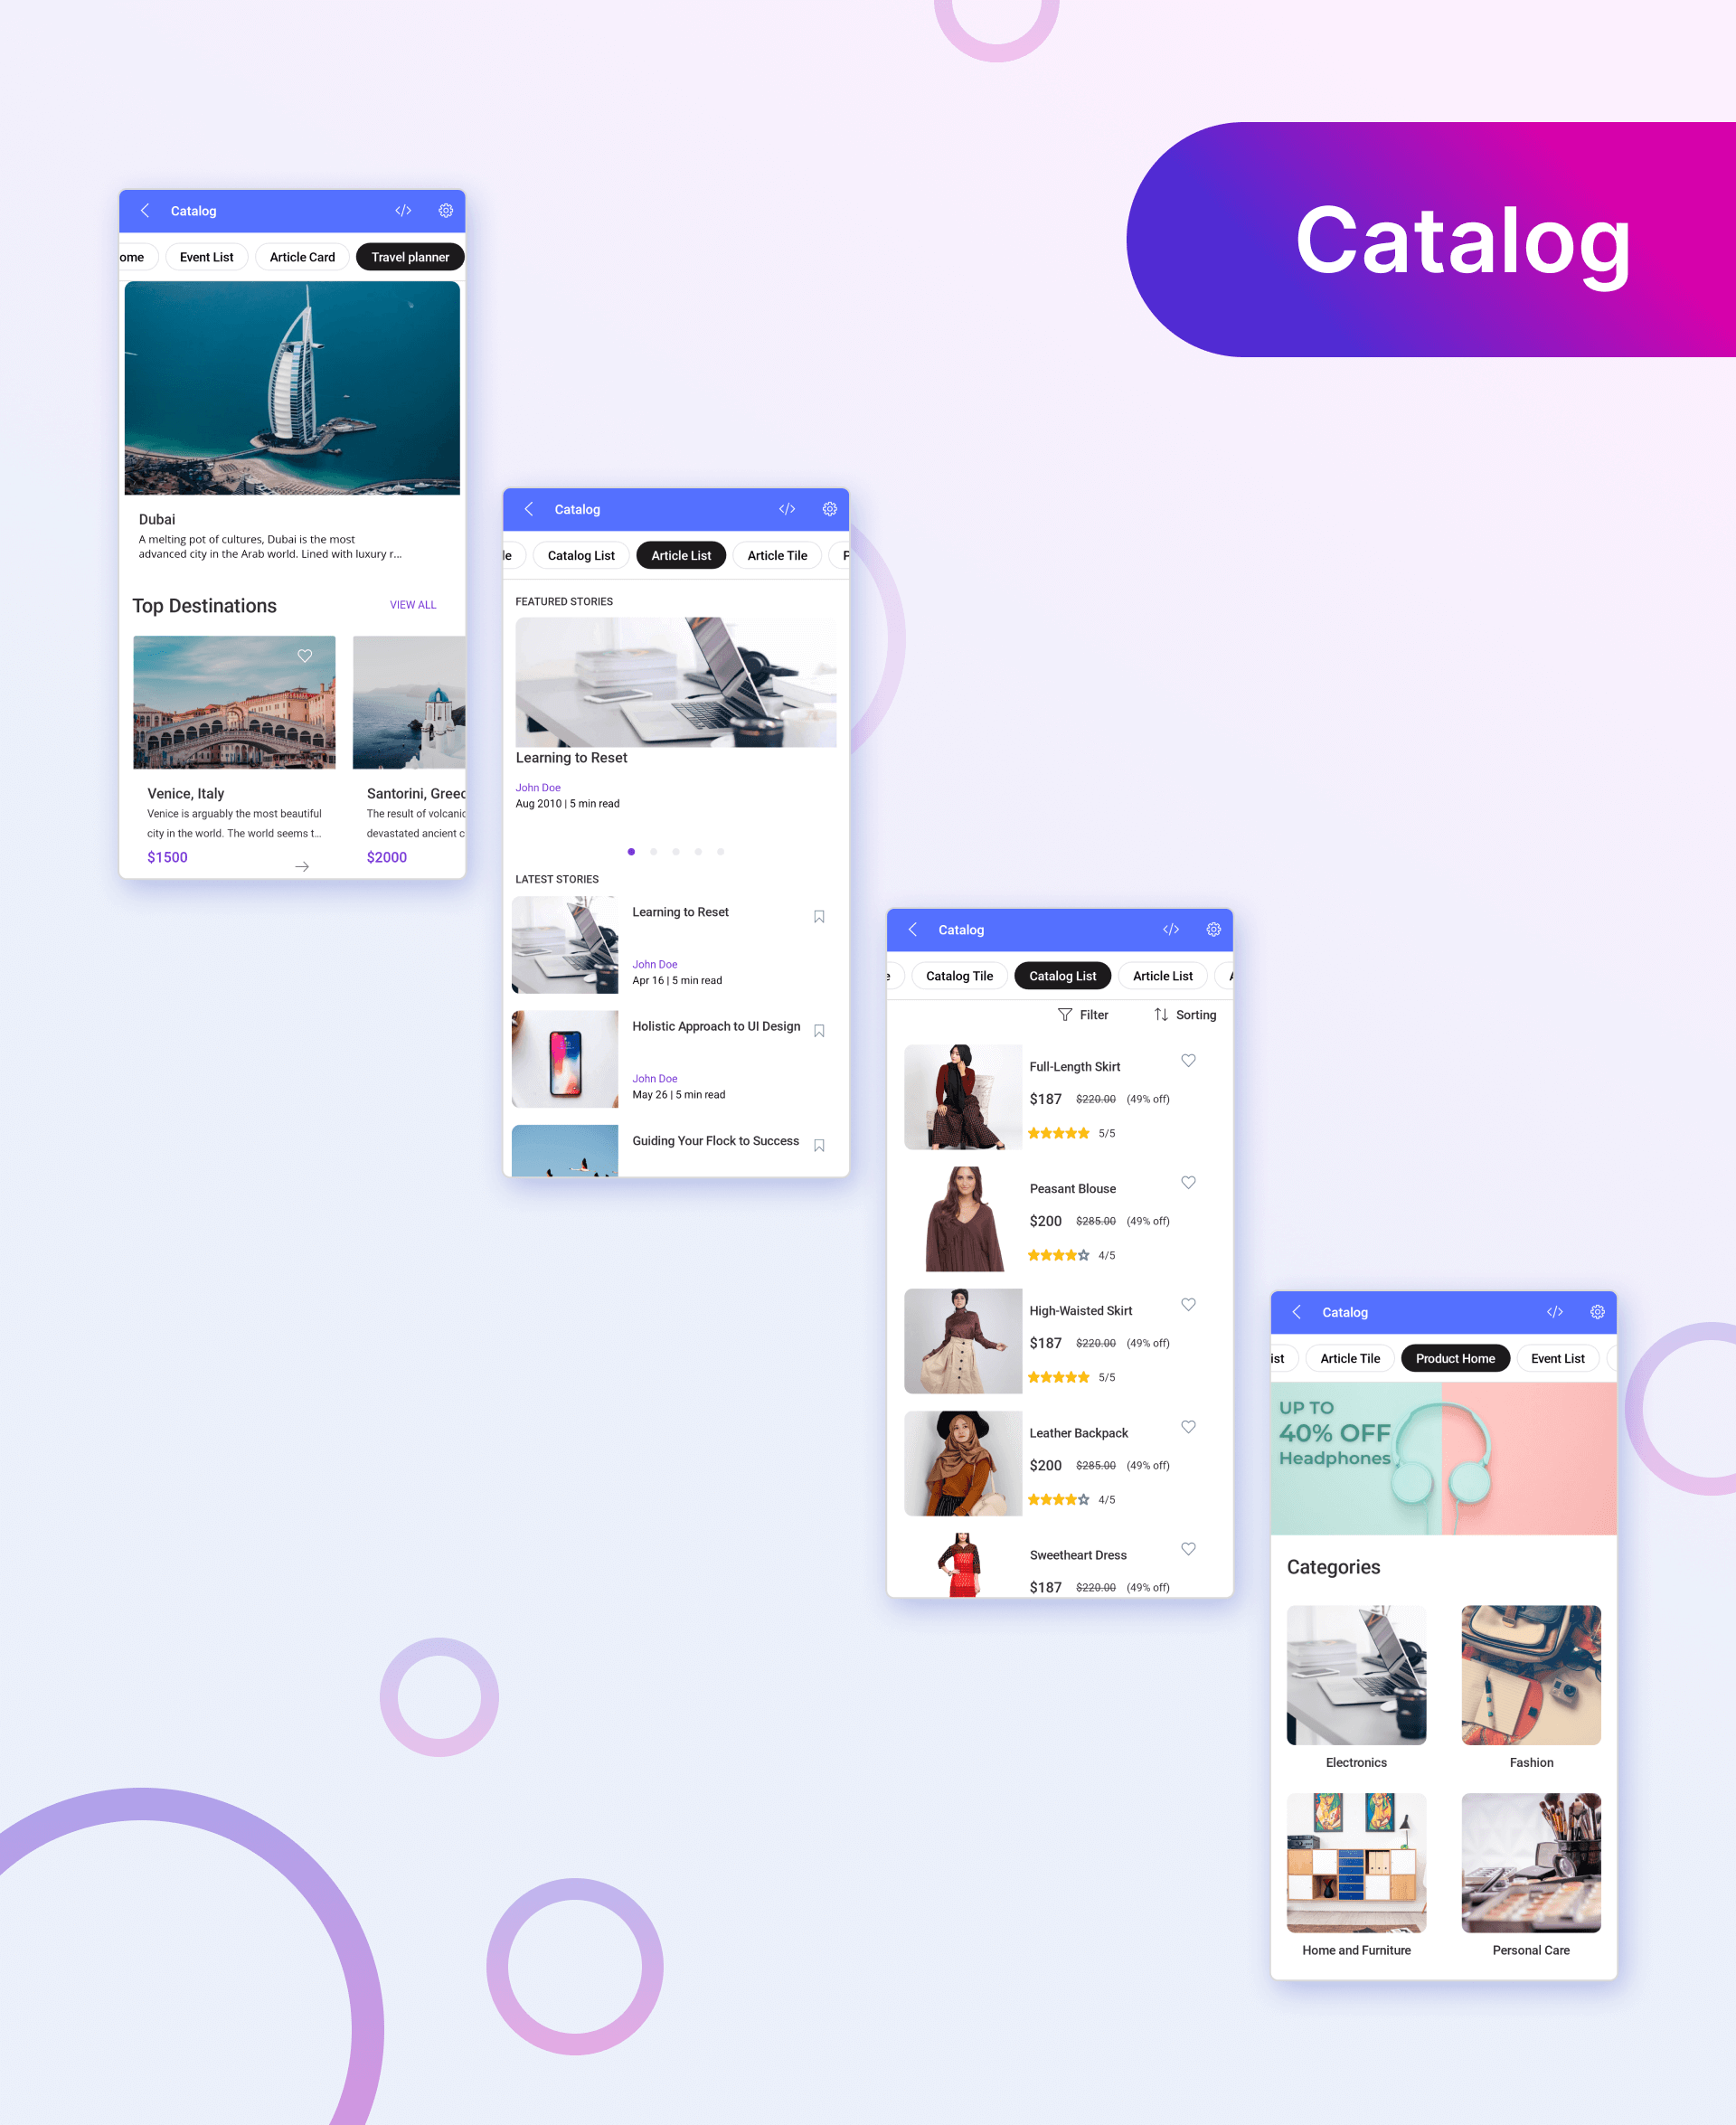 Catalog
Catalog
ome
Event List
Article Card
Travel planner
Dubai
A melting pot of cultures, Dubai is the most
advanced city in the Arab world. Lined with luxury r...
Top Destinations
VIEW ALL
Venice, Italy
Venice is arguably the most beautiful
city in the world. The world seems t...
$1500
Santorini, Greec
The result of volcanic
devastated ancient c
$2000
Catalog
le
Catalog List
Article List
Article Tile
P
FEATURED STORIES
Learning to Reset
John Doe
Aug 2010 | 5 min read
LATEST STORIES
Learning to Reset
John Doe
Apr 16 | 5 min read
Holistic Approach to UI Design
John Doe
May 26 | 5 min read
Guiding Your Flock to Success
Catalog
e
Catalog Tile
Catalog List
Article List
A
Filter
Sorting
Full-Length Skirt
$187 $220.00 (49% off)
5/5
Peasant Blouse
$200 $285.00 (49% off)
4/5
High-Waisted Skirt
$187 $220.00 (49% off)
5/5
Leather Backpack
$200 $285.00 (49% off)
4/5
Sweetheart Dress
$187 $220.00 (49% off)
Catalog
ist
Article Tile
Product Home
Event List
UP TO
40% OFF
Headphones
Categories
Electronics
Fashion
Home and Furniture
Personal Care